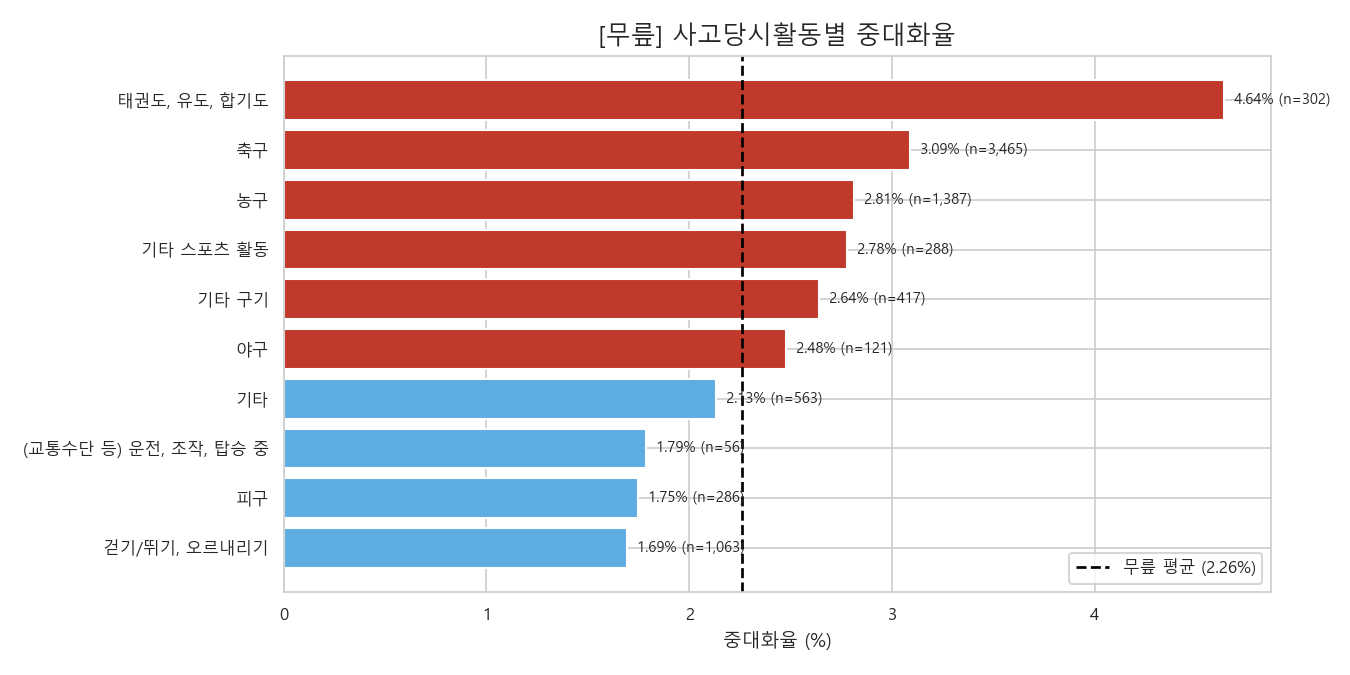 [무릎] 사고당시활동별 중대화율
태권도, 유도, 합기도 4.64% (n=302)
축구 3.09% (n=3,465)
농구 2.81% (n=1,387)
기타 스포츠 활동 2.78% (n=288)
기타 구기 2.64% (n=417)
야구 2.48% (n=121)
기타 2.13% (n=563)
(교통수단 등) 운전, 조작, 탑승 중 1.79% (n=56)
피구 1.75% (n=286)
걷기/뛰기, 오르내리기 1.69% (n=1,063)
무릎 평균 (2.26%)
0 1 2 3 4
중대화율 (%)